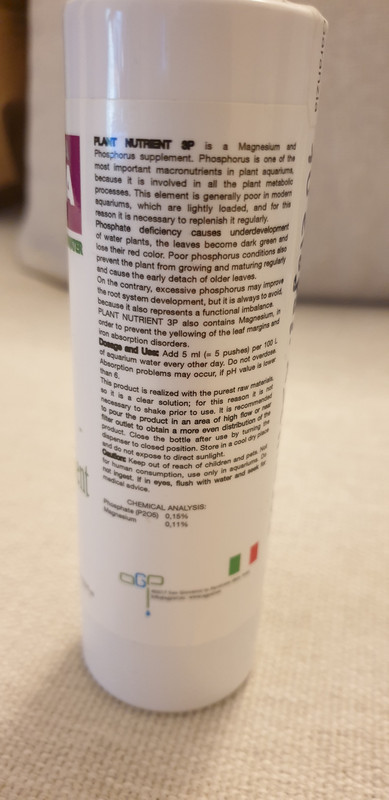 PLANT NUTRIENT 3P is a Magnesium and
Phosphorus supplement. Phosphorus is one of the
most important macronutrients in plant aquariums,
because it is involved in all the plant metabolic
processes. This element is generally poor in modern
aquariums, which are lightly loaded, and for this
reason it is necessary to replenish it regularly.
Phosphate deficiency causes underdevelopment
of water plants, the leaves become dark green and
lose their red color. Poor phosphorus conditions also
prevent the plant from growing and maturing regularly
and cause the early detach of older leaves.
On the contrary, excessive phosphorus may improve
the root system development, but it is always to avoid,
because it also represents a functional imbalance.
PLANT NUTRIENT 3P also contains Magnesium, in
order to prevent the yellowing of the leaf margins and
iron absorption disorders.
Dosage and Use: Add 5 ml (= 5 pushes) per 100 L
of aquarium water every other day. Do not overdose.
Absorption problems may occur, if pH value is lower
than 6.
This product is realized with the purest raw materials,
so it is a clear solution; for this reason it is not
necessary to shake prior to use. It is recommended
to pour the product in an area of high flow or near
filter outlet to obtain a more even distribution of the
product. Close the bottle after use by turning the
dispenser to closed position. Store in a cool dry place
and do not expose to direct sunlight.
Caution: Keep out of reach of children and pets. Not
for human consumption, use only in aquariums. Do
not ingest. If in eyes, flush with water and seek for
medical advice.
CHEMICAL ANALYSIS:
Phosphate (P2O5) 0,15%
Magnesium 0,11%
AGP